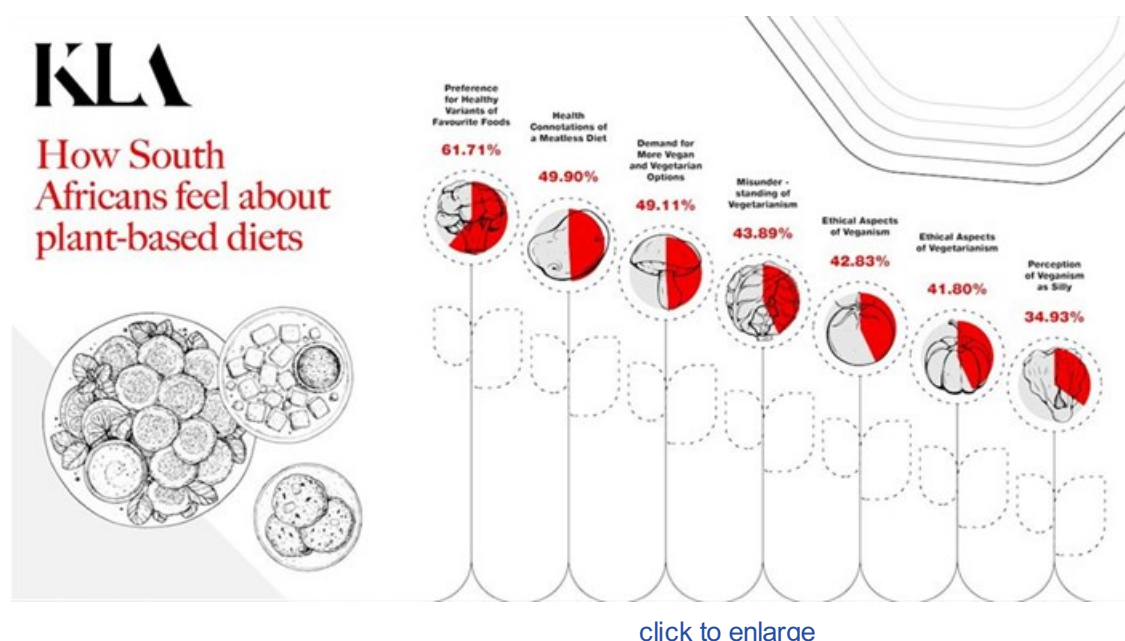 KLA
How South
Africans feel about
plant-based diets
Preference
for Healthy
Variants of
Favourite Foods
61.71%
Health
Connotations of
a Meatless Diet
49.90%
Demand for
More Vegan
and Vegetarian
Options
49.11%
Misunder -
standing of
Vegetarianism
43.89%
Ethical Aspects
of Veganism
42.83%
Ethical Aspects
of Vegetarianism
41.80%
Perception
of Veganism
as Silly
34.93%
click to enlarge